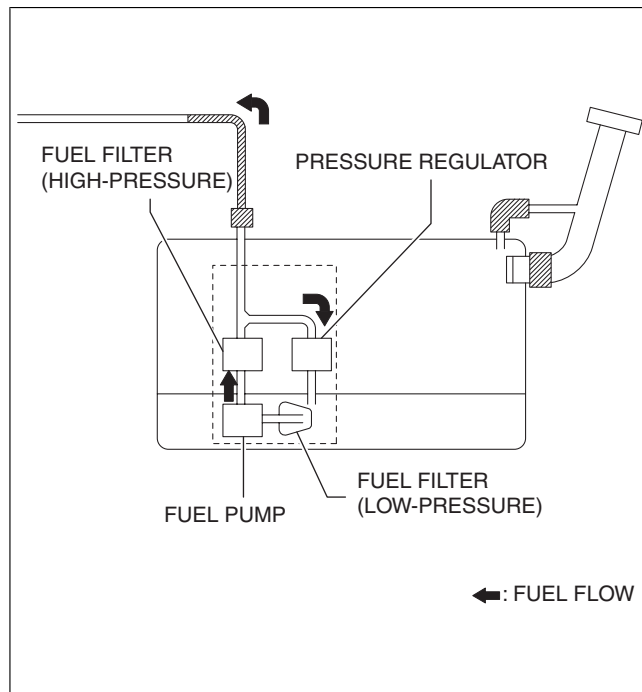 FUEL FILTER
(HIGH-PRESSURE)
PRESSURE REGULATOR
FUEL PUMP
FUEL FILTER
(LOW-PRESSURE)
: FUEL FLOW